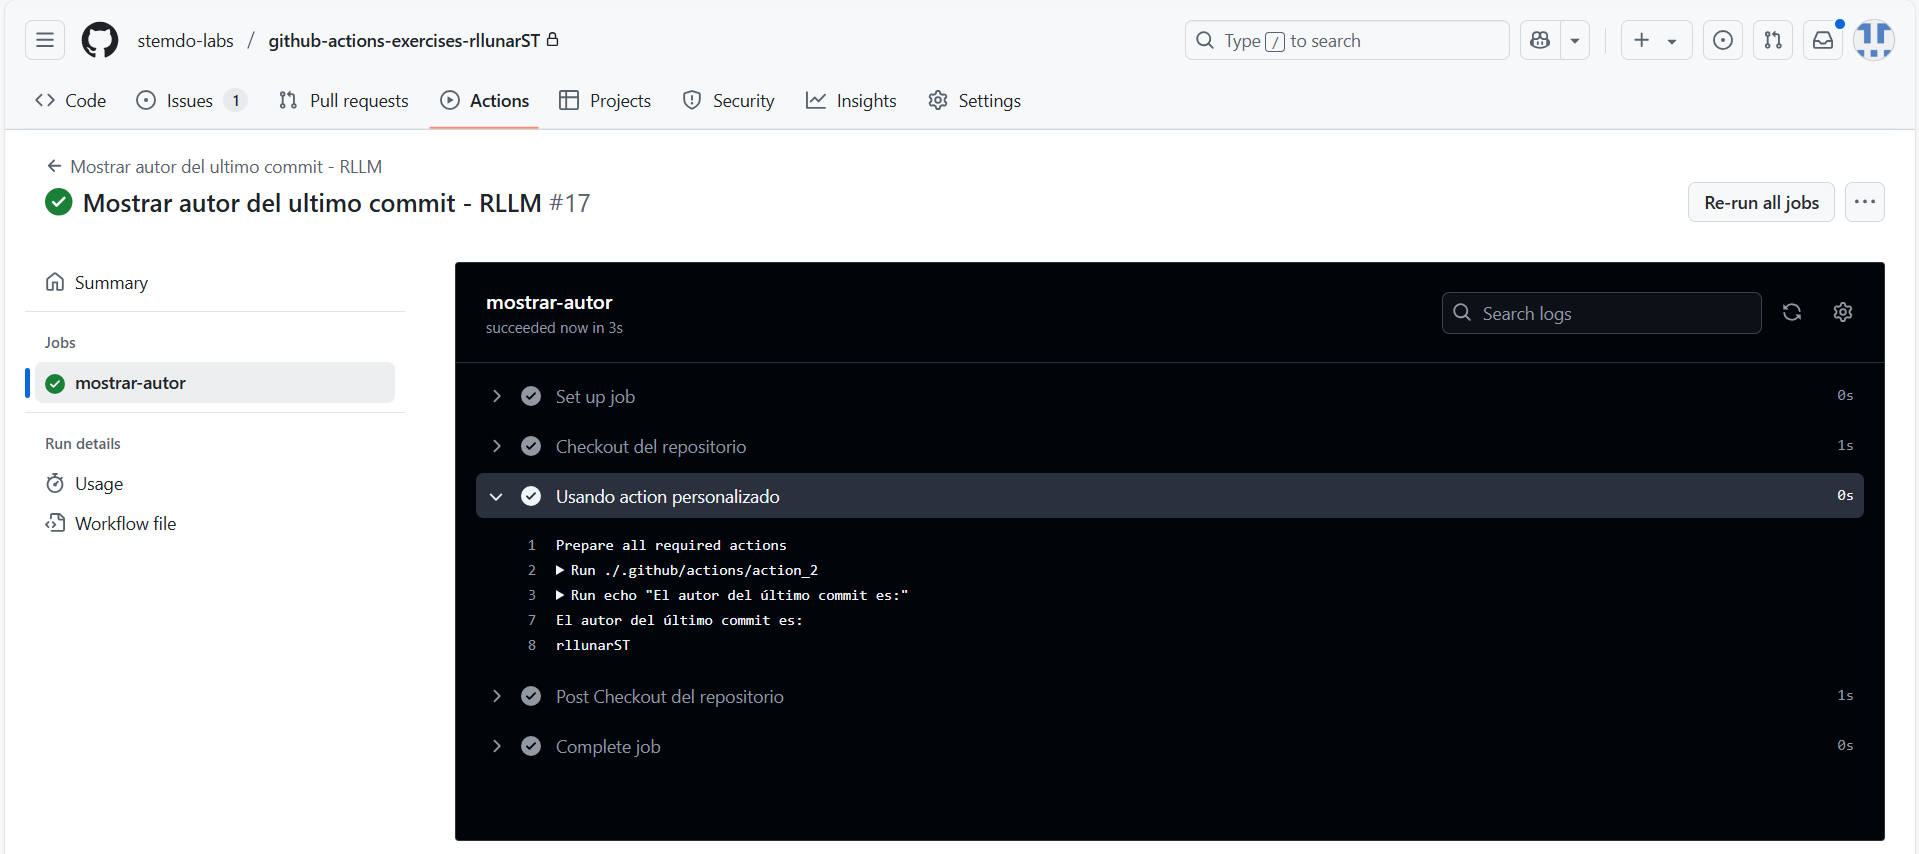 stemdo-labs / github-actions-exercises-rllunarST
Type / to search
Code
Issues 1
Pull requests
Actions
Projects
Security
Insights
Settings
Mostrar autor del ultimo commit - RLLM
Mostrar autor del ultimo commit - RLLM #17
Re-run all jobs
Summary
Jobs
mostrar-autor
Run details
Usage
Workflow file
mostrar-autor
succeeded now in 3s
Search logs
Set up job 0s
Checkout del repositorio 1s
Usando action personalizado 0s
1 Prepare all required actions
2 Run ./.github/actions/action_2
3 Run echo "El autor del último commit es:"
7 El autor del último commit es:
8 rllunarST
Post Checkout del repositorio 1s
Complete job 0s